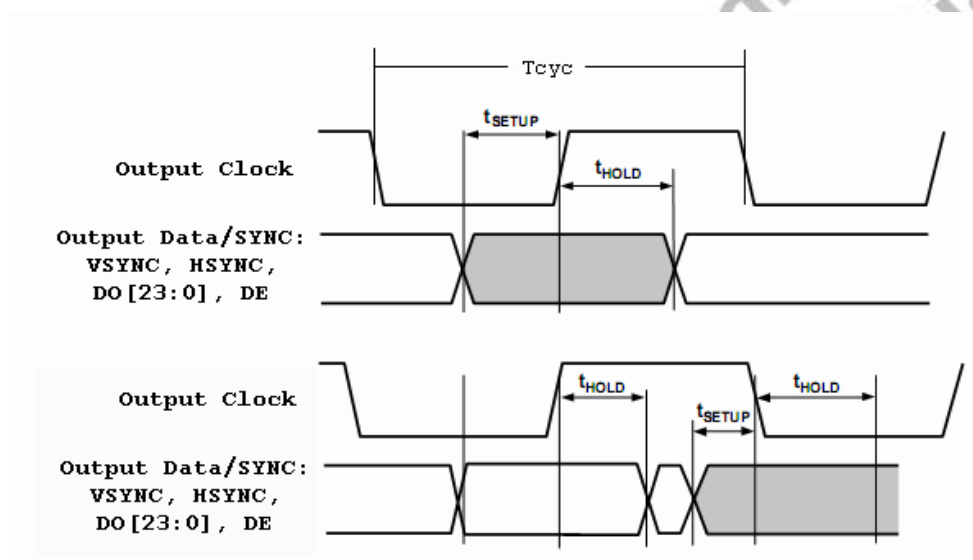 Tcyc
tSETUP
Output Clock
tHOLD
Output Data/SYNC:
VSYNC, HSYNC,
DO[23:0], DE
Output Clock
tHOLD
tHOLD
tSETUP
Output Data/SYNC:
VSYNC, HSYNC,
DO[23:0], DE